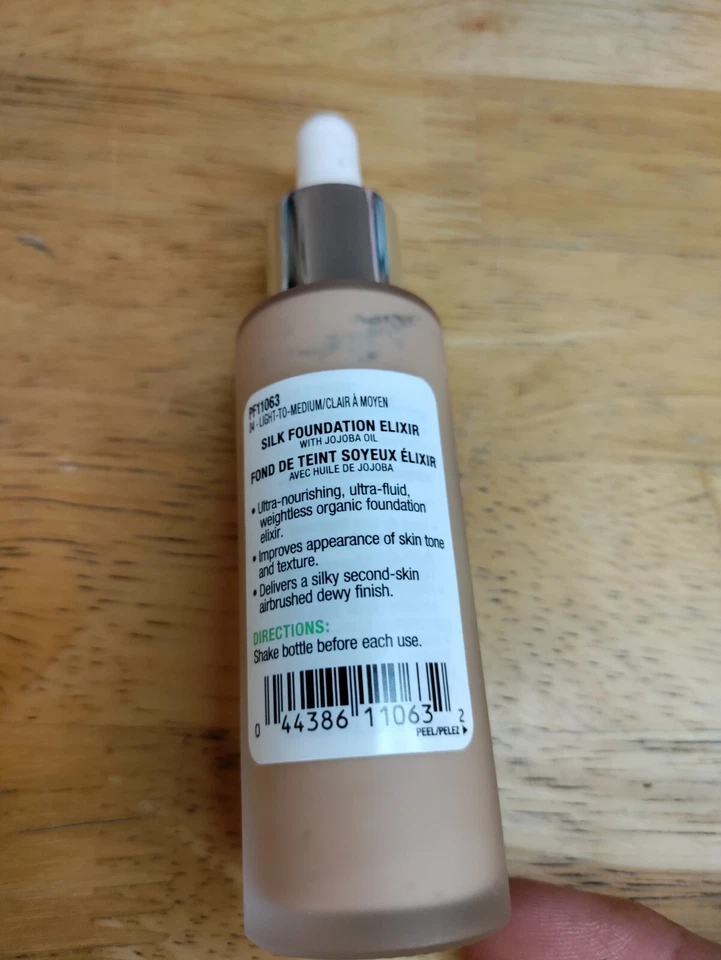 PF11063
04 - LIGHT-TO-MEDIUM/CLAIR À MOYEN
SILK FOUNDATION ELIXIR
WITH JOJOBA OIL
FOND DE TEINT SOYEUX ÉLIXIR
AVEC HUILE DE JOJOBA
• Ultra-nourishing, ultra-fluid,
weightless organic foundation
elixir.
• Improves appearance of skin tone
and texture.
• Delivers a silky second-skin
airbrushed dewy finish.
DIRECTIONS:
Shake bottle before each use.
0 44386 11063 2
PEEL/PELEZ